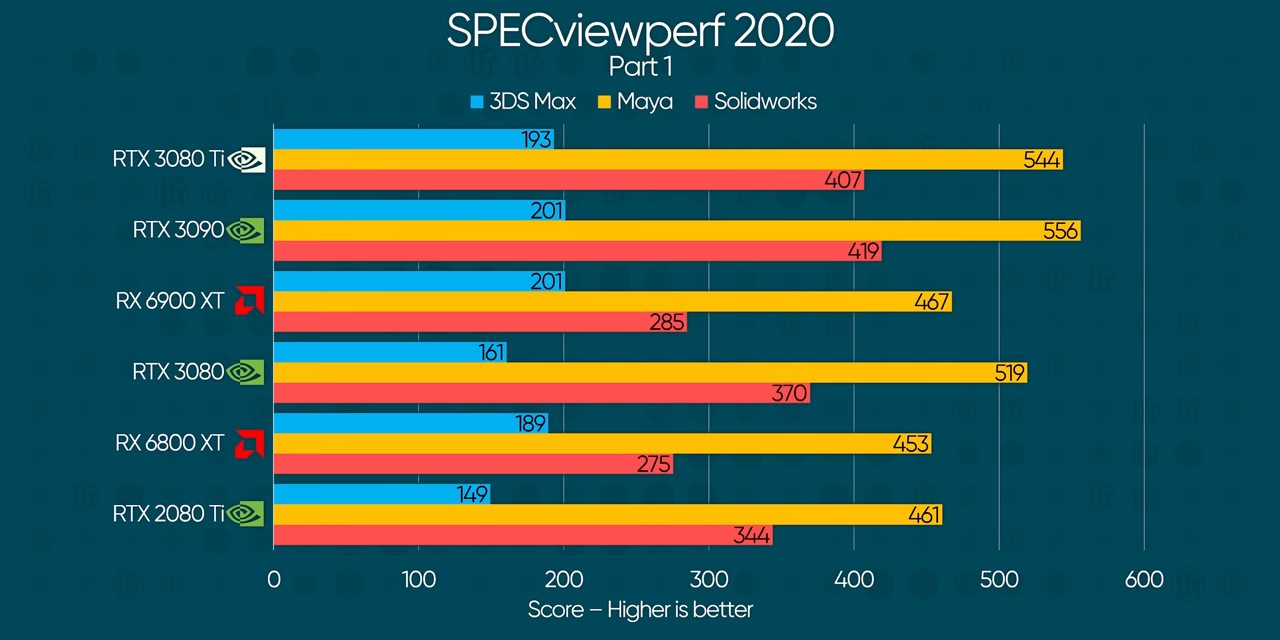 SPECviewperf 2020
Part 1
3DS Max Maya Solidworks
RTX 3080 Ti
193
544
407
RTX 3090
201
556
419
RX 6900 XT
201
467
285
RTX 3080
161
519
370
RX 6800 XT
189
453
275
RTX 2080 Ti
149
461
344
0 100 200 300 400 500 600
Score – Higher is better